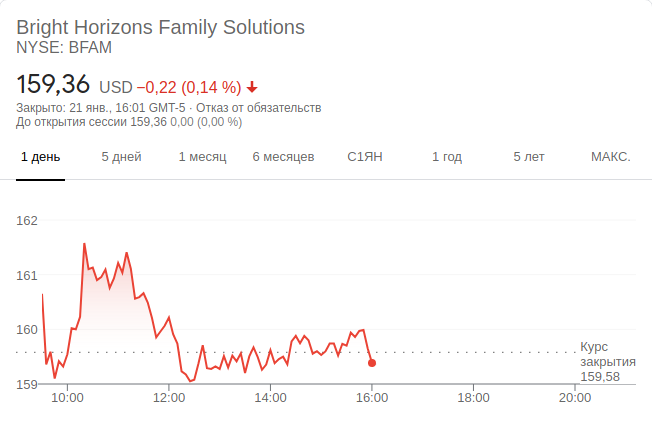 Bright Horizons Family Solutions
NYSE: BFAM
159,36 USD −0,22 (0,14 %)
Закрыто: 21 янв., 16:01 GMT-5 · Отказ от обязательств
До открытия сессии 159,36 0,00 (0,00 %)
1 день 5 дней 1 месяц 6 месяцев С1ЯН 1 год 5 лет МАКС.
162
161
160
Курс
закрытия
159,58
159
10:00 12:00 14:00 16:00 18:00 20:00